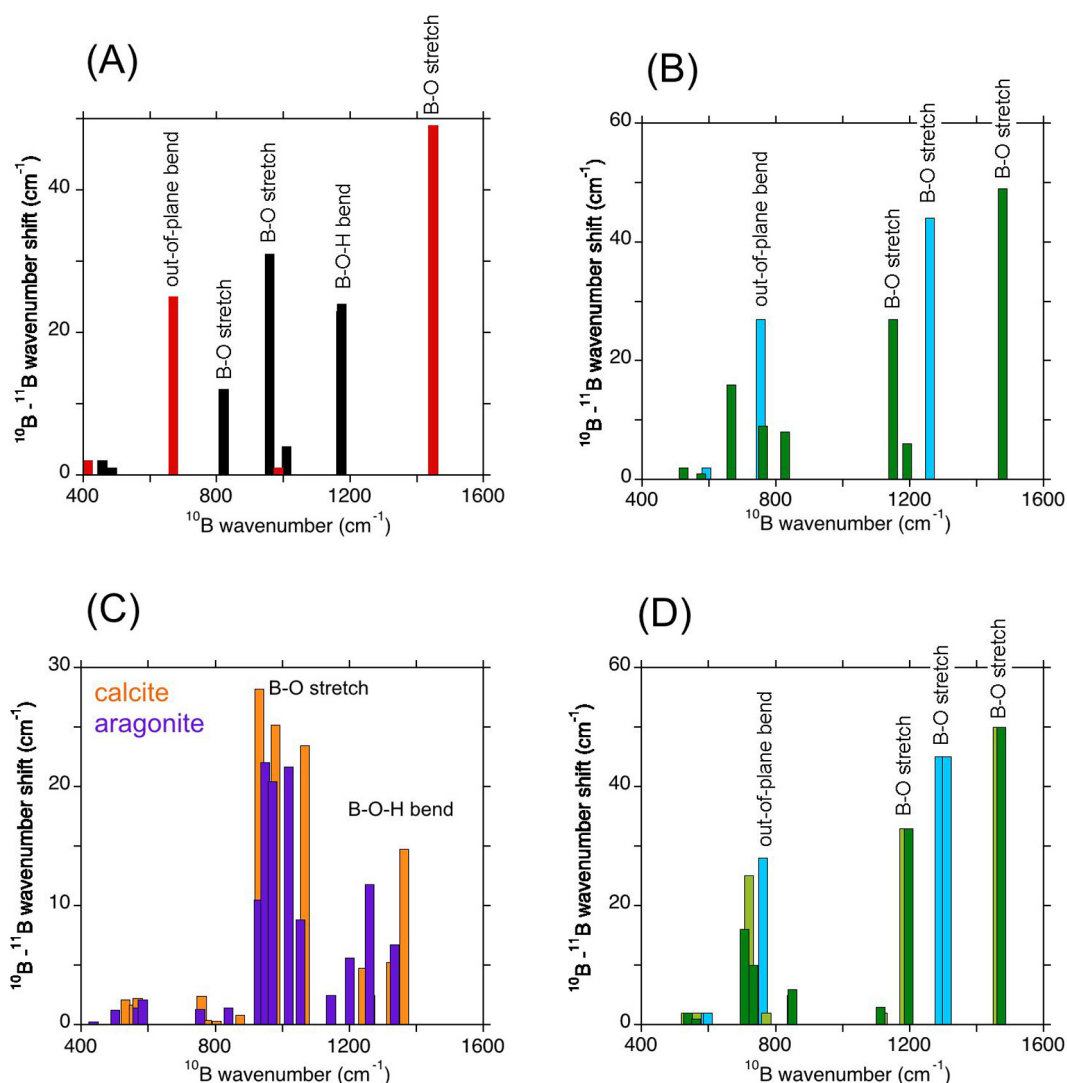 (A)
B-O stretch
out-of-plane bend
B-O stretch
B-O stretch
B-O-H bend
¹⁰B - ¹¹B wavenumber shift (cm⁻¹)
40
20
0
400
800
1200
1600
¹⁰B wavenumber (cm⁻¹)
(B)
out-of-plane bend
B-O stretch
B-O stretch
B-O stretch
¹⁰B - ¹¹B wavenumber shift (cm⁻¹)
60
40
20
0
400
800
1200
1600
¹⁰B wavenumber (cm⁻¹)
(C)
calcite
aragonite
B-O stretch
B-O-H bend
¹⁰B - ¹¹B wavenumber shift (cm⁻¹)
30
20
10
0
400
800
1200
1600
¹⁰B wavenumber (cm⁻¹)
(D)
out-of-plane bend
B-O stretch
B-O stretch
B-O stretch
¹⁰B - ¹¹B wavenumber shift (cm⁻¹)
60
40
20
0
400
800
1200
1600
¹⁰B wavenumber (cm⁻¹)